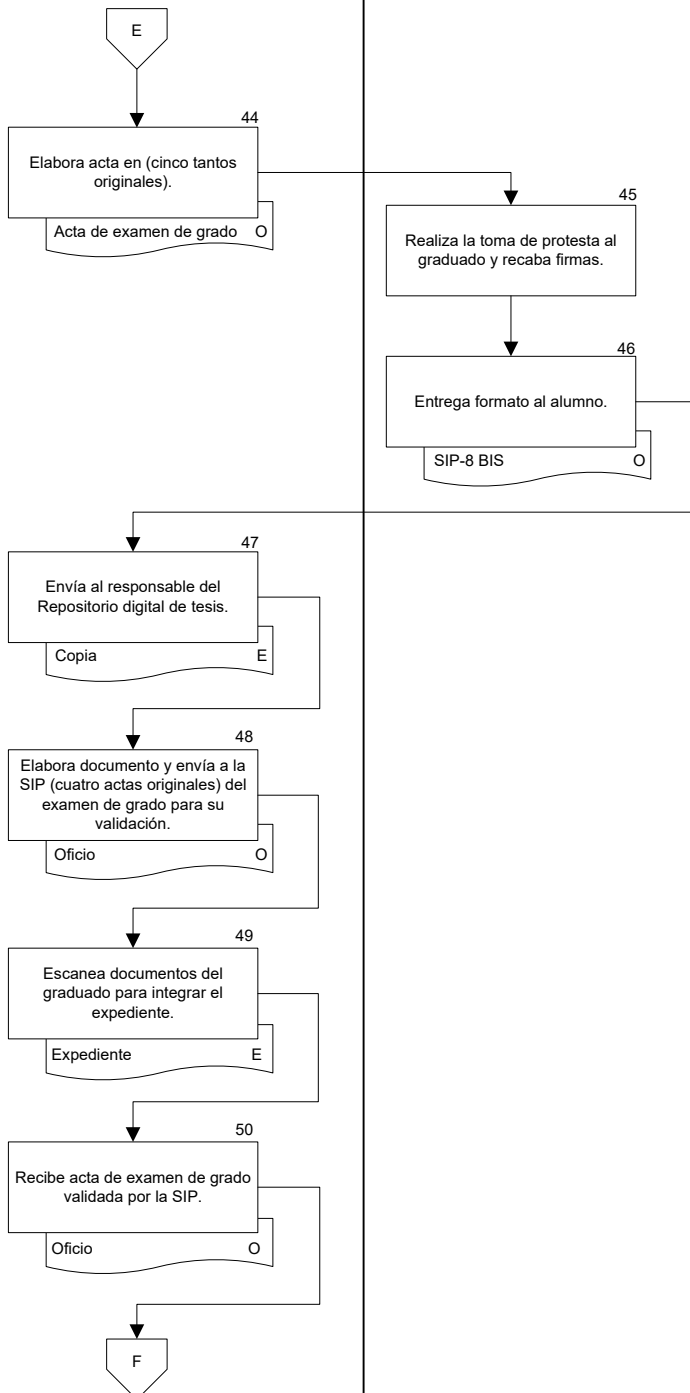 E
44
Elabora acta en (cinco tantos
originales).
Acta de examen de grado O
45
Realiza la toma de protesta al
graduado y recaba firmas.
46
Entrega formato al alumno.
SIP-8 BIS O
47
Envía al responsable del
Repositorio digital de tesis.
Copia E
48
Elabora documento y envía a la
SIP (cuatro actas originales) del
examen de grado para su
validación.
Oficio O
49
Escanea documentos del
graduado para integrar el
expediente.
Expediente E
50
Recibe acta de examen de grado
validada por la SIP.
Oficio O
F